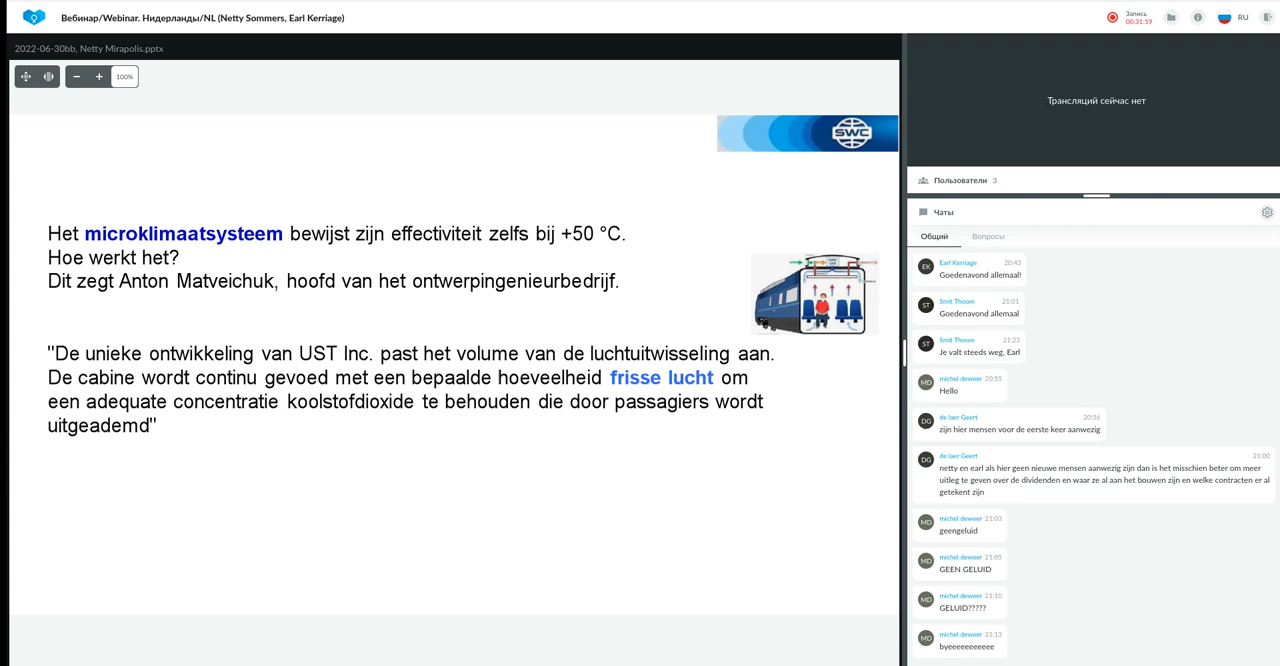 Вебинар/Webinar. Нидерланды/NL (Netty Sommers, Earl Kerriage)
Запись
00:31:59
RU
2022-06-30bb, Netty Mirapolis.pptx
100%
SWC
Het microklimaatsysteem bewijst zijn effectiviteit zelfs bij +50 °C.
Hoe werkt het?
Dit zegt Anton Matveichuk, hoofd van het ontwerpingenieurbedrijf.
"De unieke ontwikkeling van UST Inc. past het volume van de luchtuitwisseling aan.
De cabine wordt continu gevoed met een bepaalde hoeveelheid frisse lucht om
een adequate concentratie koolstofdioxide te behouden die door passagiers wordt
uitgeademd"
Трансляций сейчас нет
Пользователи 3
Чаты
Общий Вопросы
EK Earl Kerriage 20:43
Goedenavond allemaal!
ST Smit Thoom 21:01
Goedenavond allemaal
ST Smit Thoom 21:23
Je valt steeds weg, Earl
MD michel deweer 20:55
Hello
DG de laer Geert 20:56
zijn hier mensen voor de eerste keer aanwezig
DG de laer Geert 21:00
netty en earl als hier geen nieuwe mensen aanwezig zijn dan is het misschien beter om meer
uitleg te geven over de dividenden en waar ze al aan het bouwen zijn en welke contracten er al
getekent zijn
MD michel deweer 21:03
geengeluid
MD michel deweer 21:05
GEEN GELUID
MD michel deweer 21:10
GELUID?????
MD michel deweer 21:13
byeeeeeeeeeee